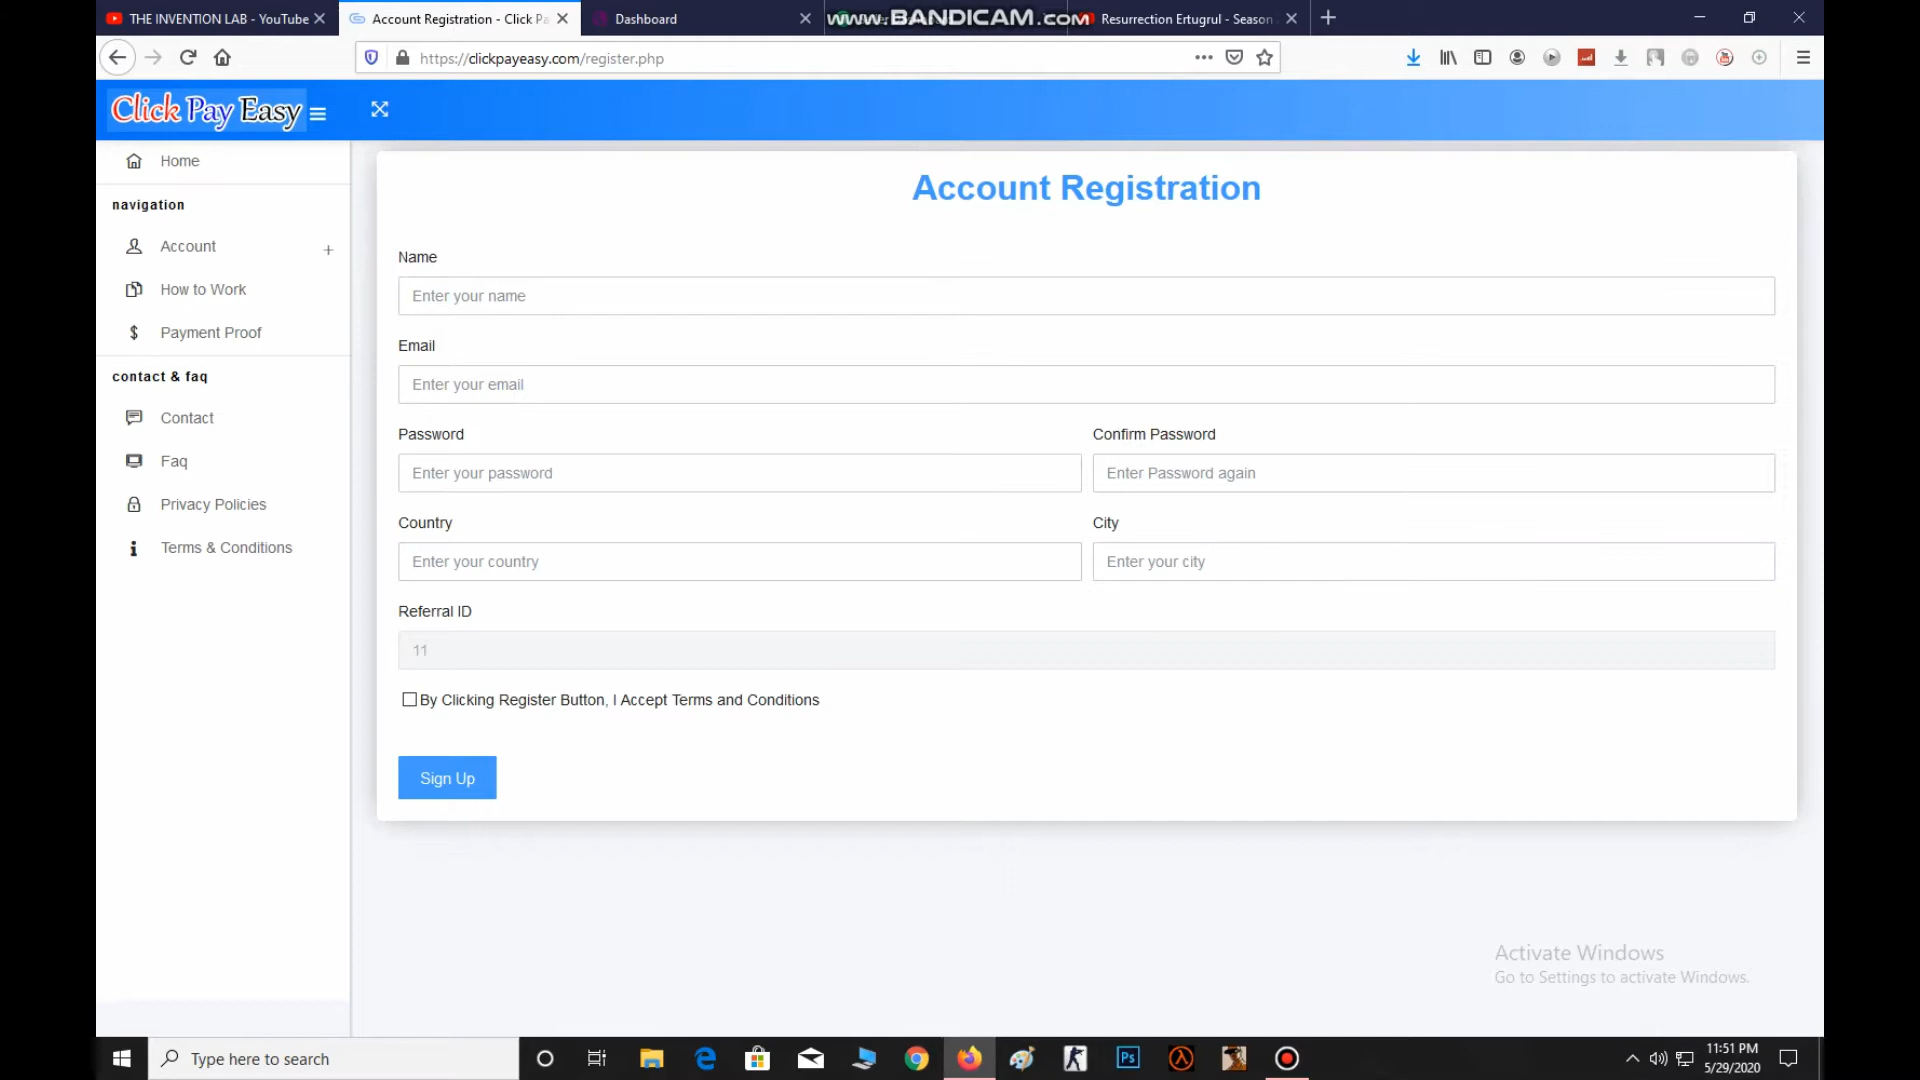 THE INVENTION LAB - YouTube
Account Registration - Click Pa
Dashboard
www.BANDICAM.com
Resurrection Ertugrul - Season
https://clickpayeasy.com/register.php
Click Pay Easy
Home
navigation
Account
How to Work
Payment Proof
contact & faq
Contact
Faq
Privacy Policies
Terms & Conditions
Account Registration
Name
Enter your name
Email
Enter your email
Password
Confirm Password
Enter your password
Enter Password again
Country
City
Enter your country
Enter your city
Referral ID
11
By Clicking Register Button, I Accept Terms and Conditions
Sign Up
Activate Windows
Go to Settings to activate Windows.
Type here to search
Ps
11:51 PM
5/29/2020